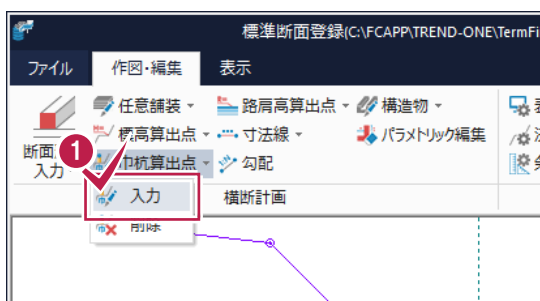 標準断面登録(C:\FCAPP\TREND-ONE\TermFi
ファイル 作図・編集 表示
任意舗装 路肩高算出点 構造物
標高算出点 寸法線 パラメトリック編集
断面
入力
巾杭算出点 勾配
1
入力 横断計画
削除